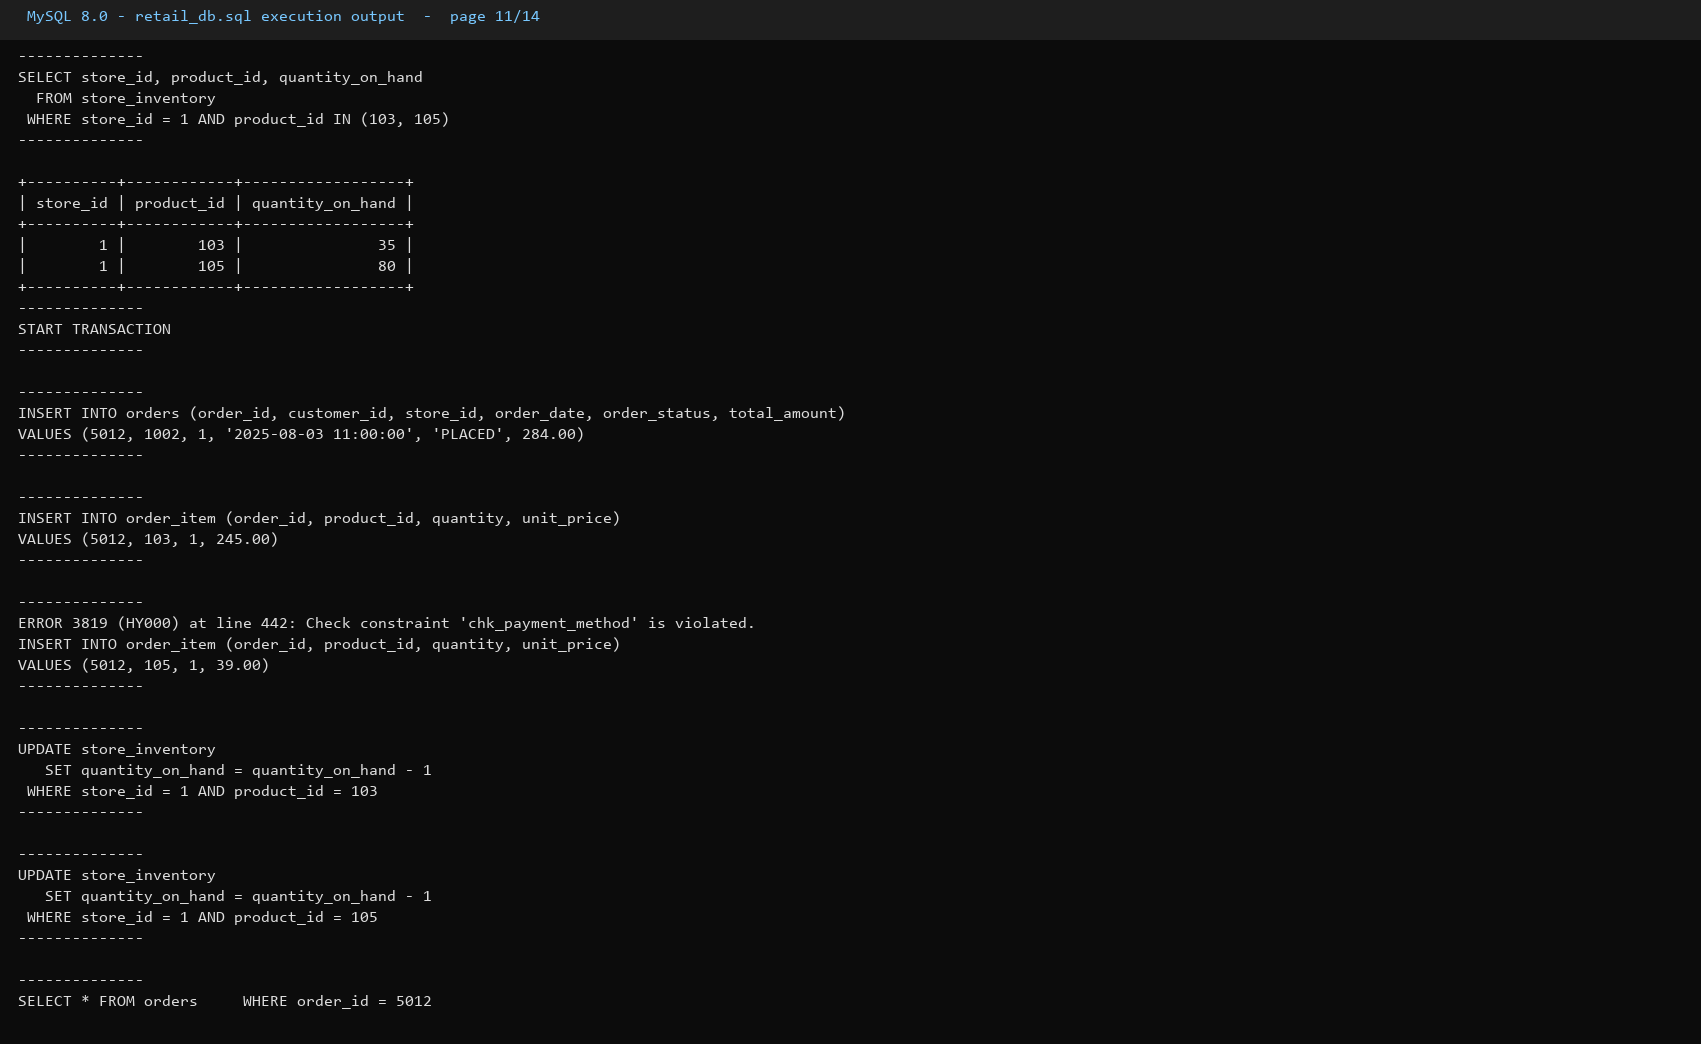 MySQL 8.0 - retail_db.sql execution output  -  page 11/14
--------------
SELECT store_id, product_id, quantity_on_hand
  FROM store_inventory
 WHERE store_id = 1 AND product_id IN (103, 105)
--------------
+----------+------------+------------------+
| store_id | product_id | quantity_on_hand |
+----------+------------+------------------+
|        1 |        103 |               35 |
|        1 |        105 |               80 |
+----------+------------+------------------+
--------------
START TRANSACTION
--------------
--------------
INSERT INTO orders (order_id, customer_id, store_id, order_date, order_status, total_amount)
VALUES (5012, 1002, 1, '2025-08-03 11:00:00', 'PLACED', 284.00)
--------------
--------------
INSERT INTO order_item (order_id, product_id, quantity, unit_price)
VALUES (5012, 103, 1, 245.00)
--------------
--------------
ERROR 3819 (HY000) at line 442: Check constraint 'chk_payment_method' is violated.
INSERT INTO order_item (order_id, product_id, quantity, unit_price)
VALUES (5012, 105, 1, 39.00)
--------------
--------------
UPDATE store_inventory
   SET quantity_on_hand = quantity_on_hand - 1
 WHERE store_id = 1 AND product_id = 103
--------------
--------------
UPDATE store_inventory
   SET quantity_on_hand = quantity_on_hand - 1
 WHERE store_id = 1 AND product_id = 105
--------------
--------------
SELECT * FROM orders     WHERE order_id = 5012